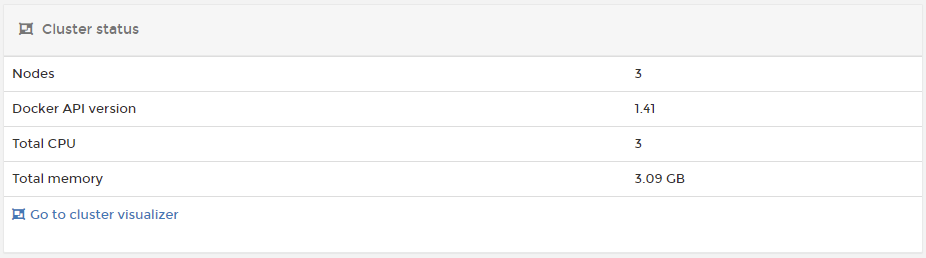 Cluster status
Nodes 3
Docker API version 1.41
Total CPU 3
Total memory 3.09 GB
Go to cluster visualizer